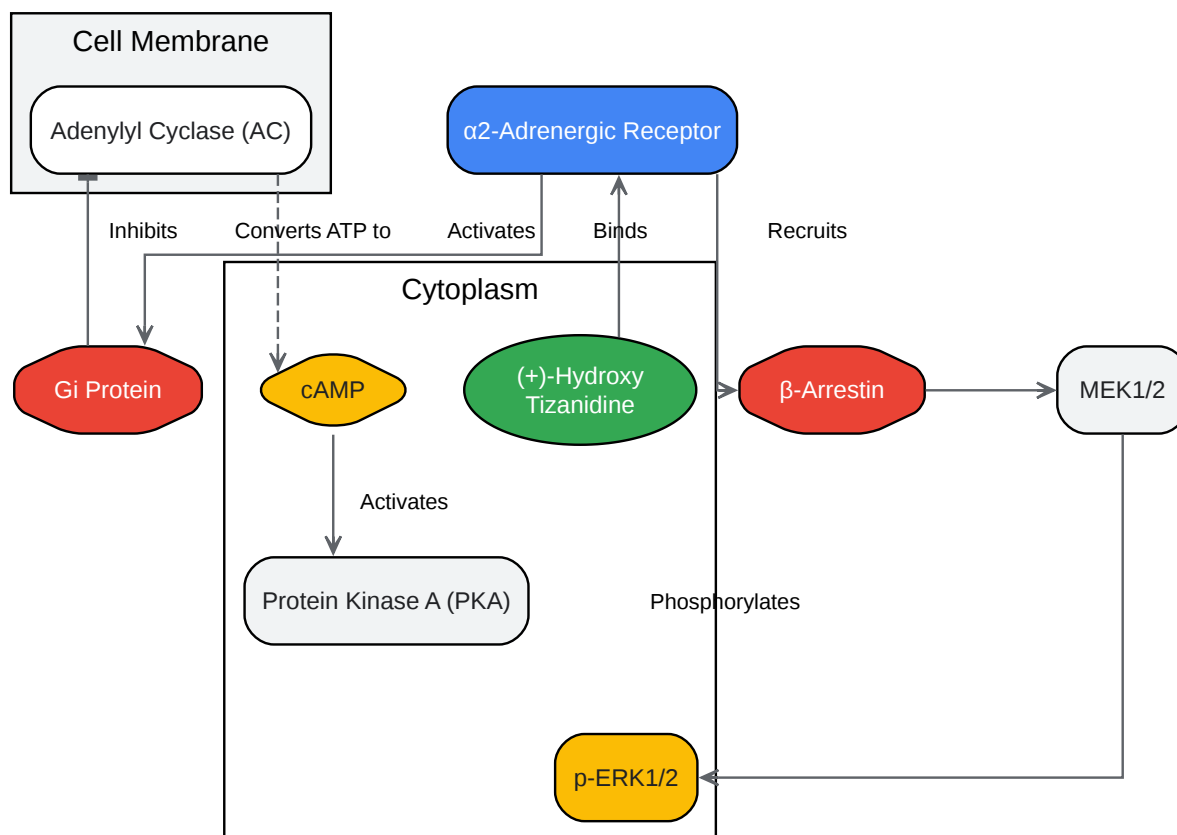 Cell Membrane
Adenylyl Cyclase (AC)
α2-Adrenergic Receptor
Inhibits
Converts ATP to
Activates
Binds
Recruits
Cytoplasm
Gi Protein
cAMP
(+)-Hydroxy
Tizanidine
β-Arrestin
MEK1/2
Activates
Protein Kinase A (PKA)
Phosphorylates
p-ERK1/2